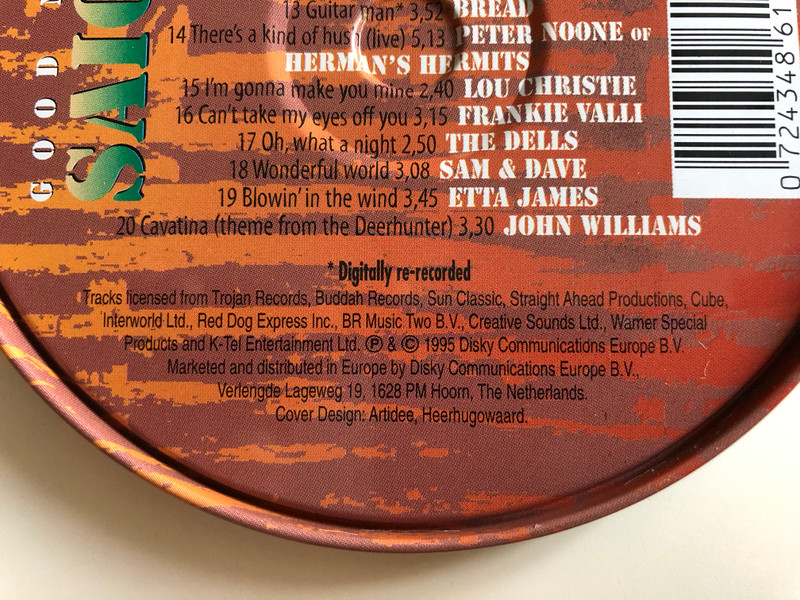 13 Guitar man* 3,52 BREAD
14 There's a kind of hush (live) 5,13 PETER NOONE OF
HERMAN'S HERMITS
15 I'm gonna make you mine 2,40 LOU CHRISTIE
16 Can't take my eyes off you 3,15 FRANKIE VALLI
17 Oh, what a night 2,50 THE DELLS
18 Wonderful world 3,08 SAM & DAVE
19 Blowin' in the wind 3,45 ETTA JAMES
20 Cavatina (theme from the Deerhunter) 3,30 JOHN WILLIAMS
* Digitally re-recorded
Tracks licensed from Trojan Records, Buddah Records, Sun Classic, Straight Ahead Productions, Cube,
Interworld Ltd., Red Dog Express Inc., BR Music Two B.V., Creative Sounds Ltd., Warner Special
Products and K-Tel Entertainment Ltd. ℗ & © 1995 Disky Communications Europe B.V.
Marketed and distributed in Europe by Disky Communications Europe B.V.,
Verlengde Lageweg 19, 1628 PM Hoorn, The Netherlands.
Cover Design: Artidee, Heerhugowaard.
GOOD
SAI
0 724348 61